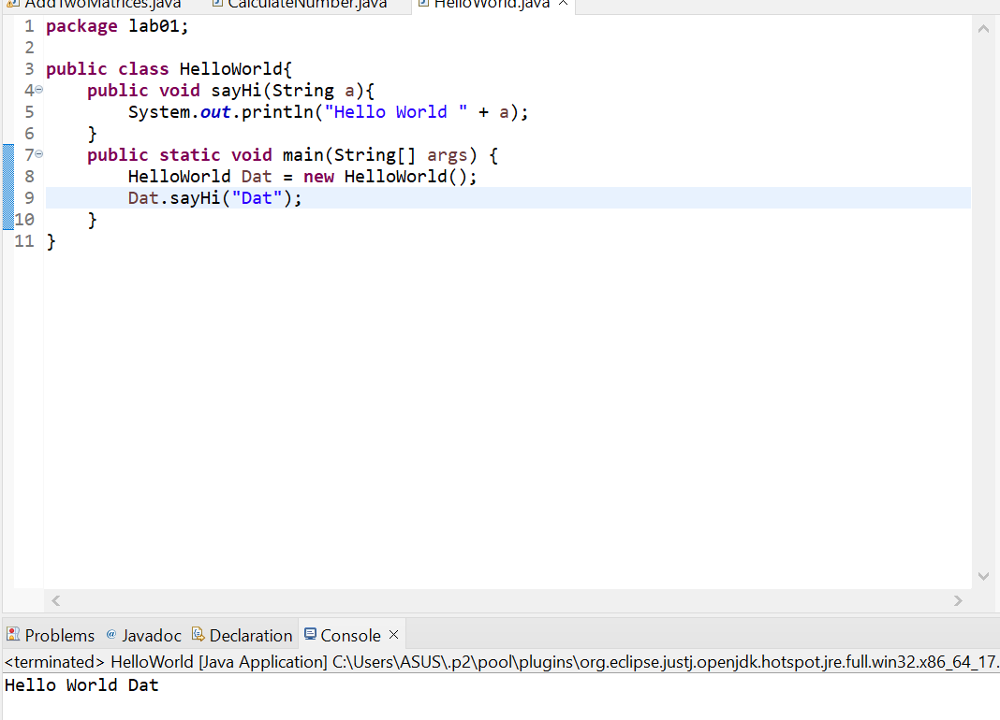 AddTwoMatrices.java CalculateNumber.java HelloWorld.java
1 package lab01;
2
3 public class HelloWorld{
4 public void sayHi(String a){
5 System.out.println("Hello World " + a);
6 }
7 public static void main(String[] args) {
8 HelloWorld Dat = new HelloWorld();
9 Dat.sayHi("Dat");
10 }
11 }
Problems @ Javadoc Declaration Console
<terminated> HelloWorld [Java Application] C:\Users\ASUS\.p2\pool\plugins\org.eclipse.justj.openjdk.hotspot.jre.full.win32.x86_64_17.
Hello World Dat